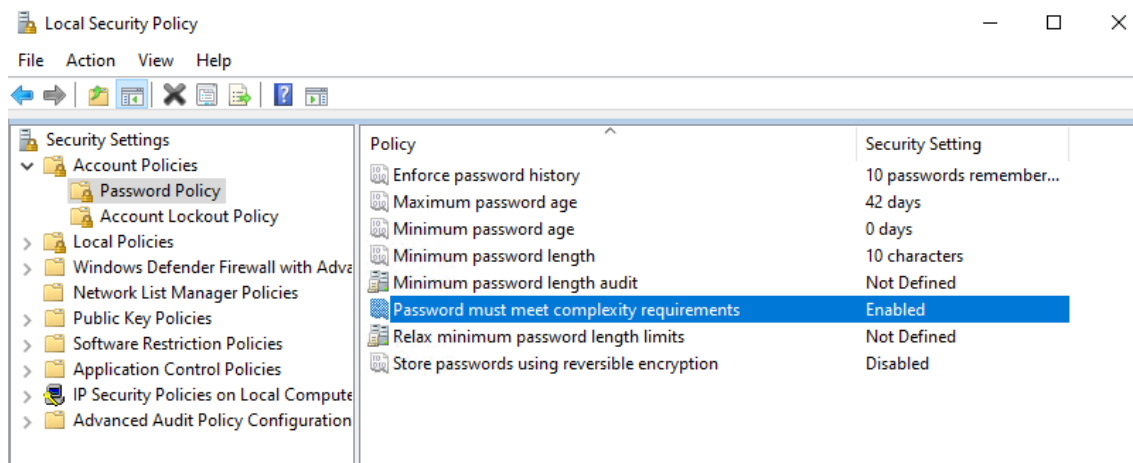 Local Security Policy
File Action View Help
Security Settings
Account Policies
Password Policy
Account Lockout Policy
Local Policies
Windows Defender Firewall with Adva
Network List Manager Policies
Public Key Policies
Software Restriction Policies
Application Control Policies
IP Security Policies on Local Compute
Advanced Audit Policy Configuration
Policy Security Setting
Enforce password history 10 passwords remember...
Maximum password age 42 days
Minimum password age 0 days
Minimum password length 10 characters
Minimum password length audit Not Defined
Password must meet complexity requirements Enabled
Relax minimum password length limits Not Defined
Store passwords using reversible encryption Disabled